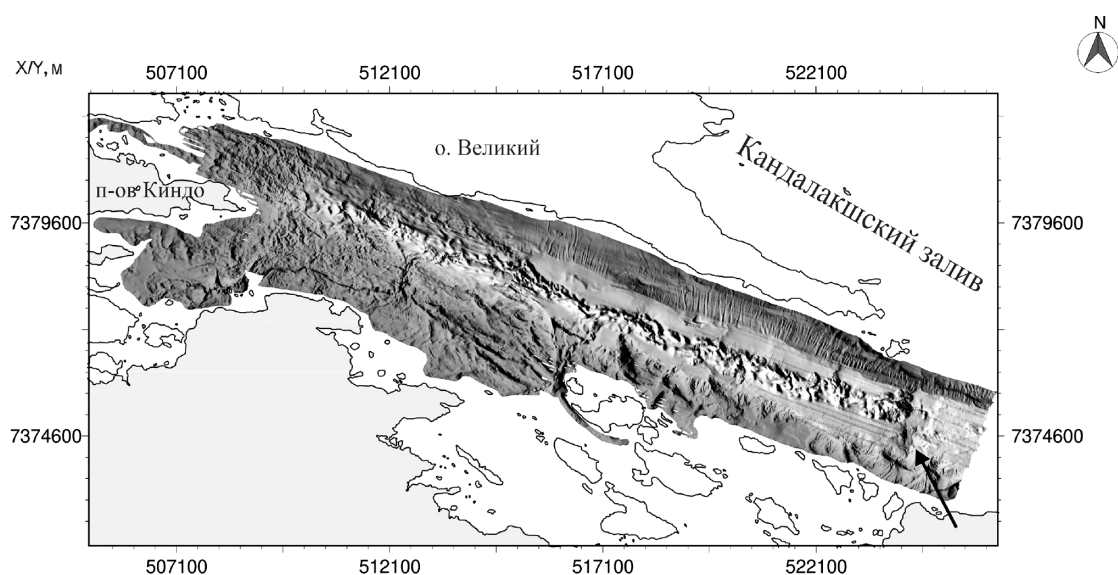 N
X/Y, м
507100 512100 517100 522100
о. Великий
Кандалакшский залив
п-ов Киндо
7379600 7379600
7374600 7374600
507100 512100 517100 522100